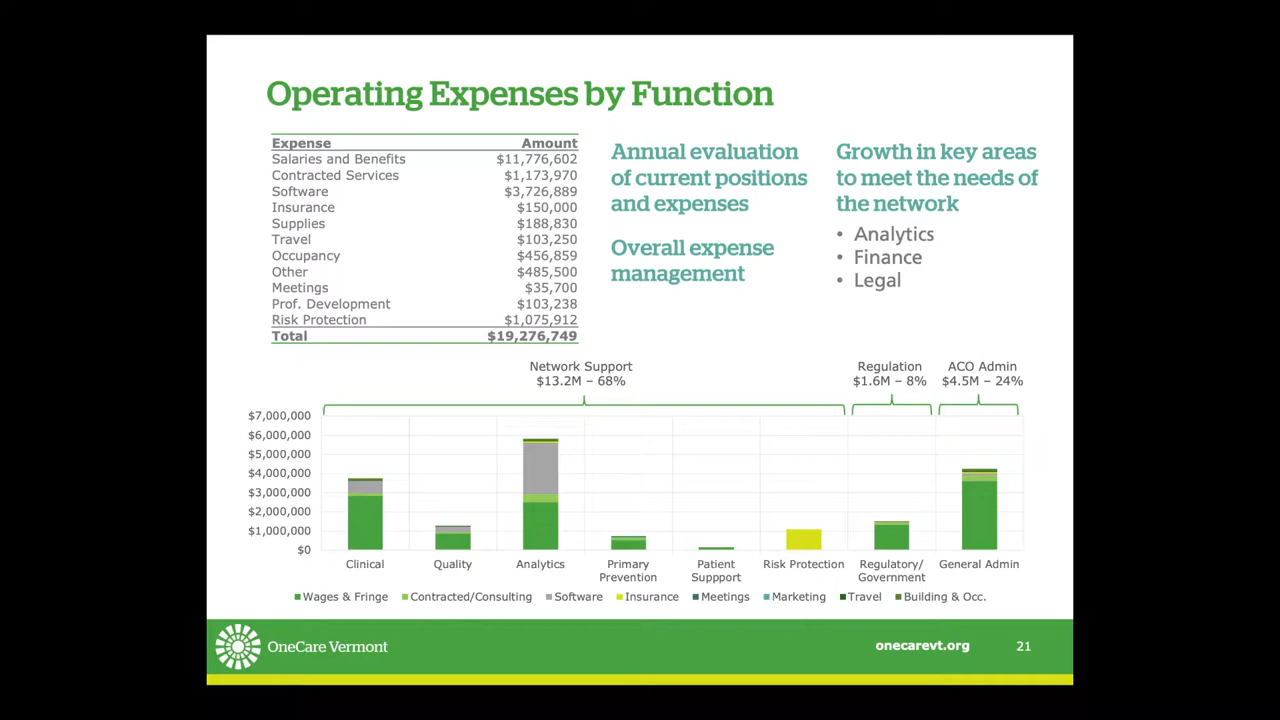 Operating Expenses by Function
Expense Amount
Salaries and Benefits $11,776,602
Contracted Services $1,173,970
Software $3,726,889
Insurance $150,000
Supplies $188,830
Travel $103,250
Occupancy $456,859
Other $485,500
Meetings $35,700
Prof. Development $103,238
Risk Protection $1,075,912
Total $19,276,749
Annual evaluation
of current positions
and expenses
Overall expense
management
Growth in key areas
to meet the needs of
the network
• Analytics
• Finance
• Legal
Network Support
$13.2M – 68%
Regulation
$1.6M – 8%
ACO Admin
$4.5M – 24%
$7,000,000
$6,000,000
$5,000,000
$4,000,000
$3,000,000
$2,000,000
$1,000,000
$0
Clinical
Quality
Analytics
Primary
Prevention
Patient
Suppport
Risk Protection
Regulatory/
Government
General Admin
Wages & Fringe Contracted/Consulting Software Insurance Meetings Marketing Travel Building & Occ.
OneCare Vermont
onecarevt.org 21